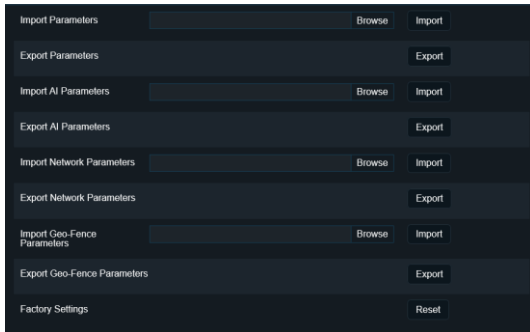 Import Parameters Browse Import
Export Parameters Export
Import AI Parameters Browse Import
Export AI Parameters Export
Import Network Parameters Browse Import
Export Network Parameters Export
Import Geo-Fence
Parameters Browse Import
Export Geo-Fence Parameters Export
Factory Settings Reset